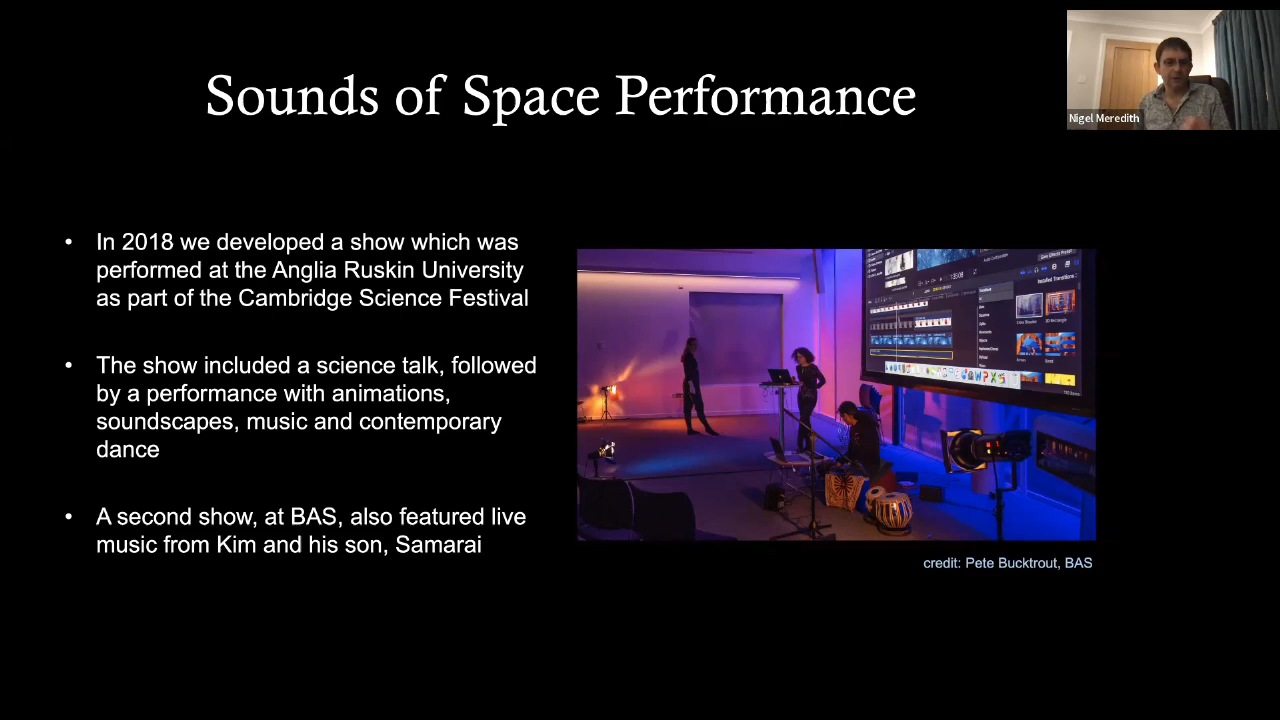 Sounds of Space Performance
Nigel Meredith
• In 2018 we developed a show which was
performed at the Anglia Ruskin University
as part of the Cambridge Science Festival
• The show included a science talk, followed
by a performance with animations,
soundscapes, music and contemporary
dance
• A second show, at BAS, also featured live
music from Kim and his son, Samarai
Installed Transitions
credit: Pete Bucktrout, BAS